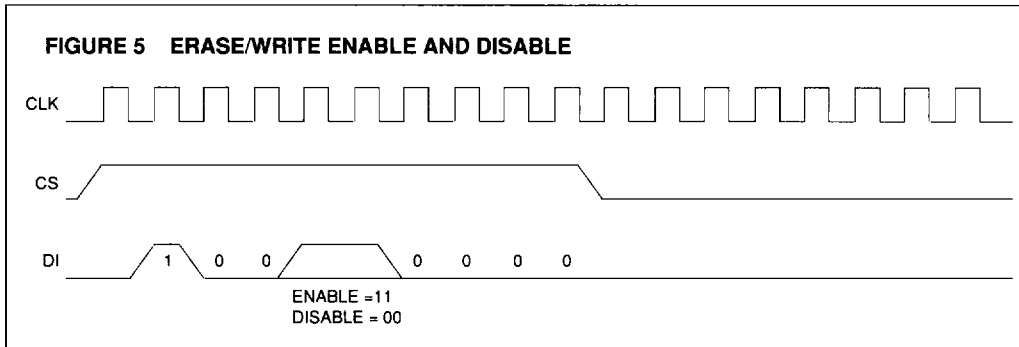 FIGURE 5 ERASE/WRITE ENABLE AND DISABLE
CLK
CS
DI 1 0 0 0 0 0 0
ENABLE =11
DISABLE = 00